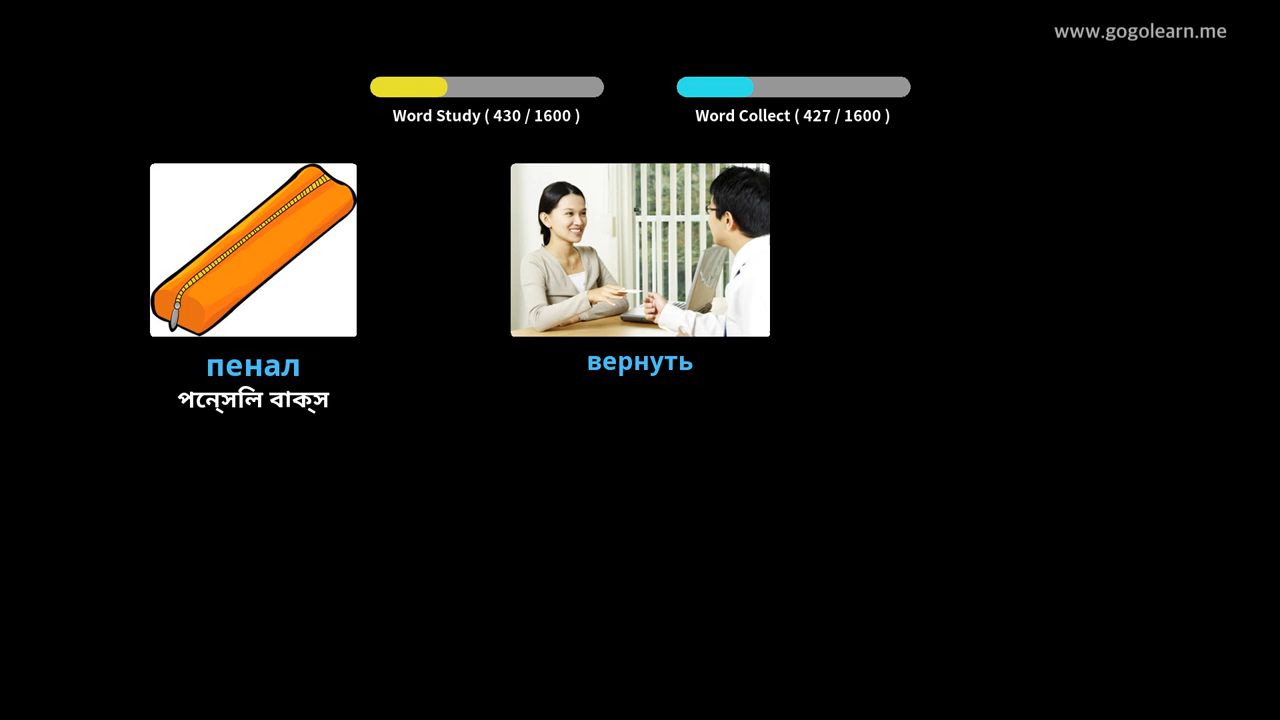 www.gogolearn.me
Word Study ( 430 / 1600 )
Word Collect ( 427 / 1600 )
пенал
পেন্সিল বাক্স
вернуть